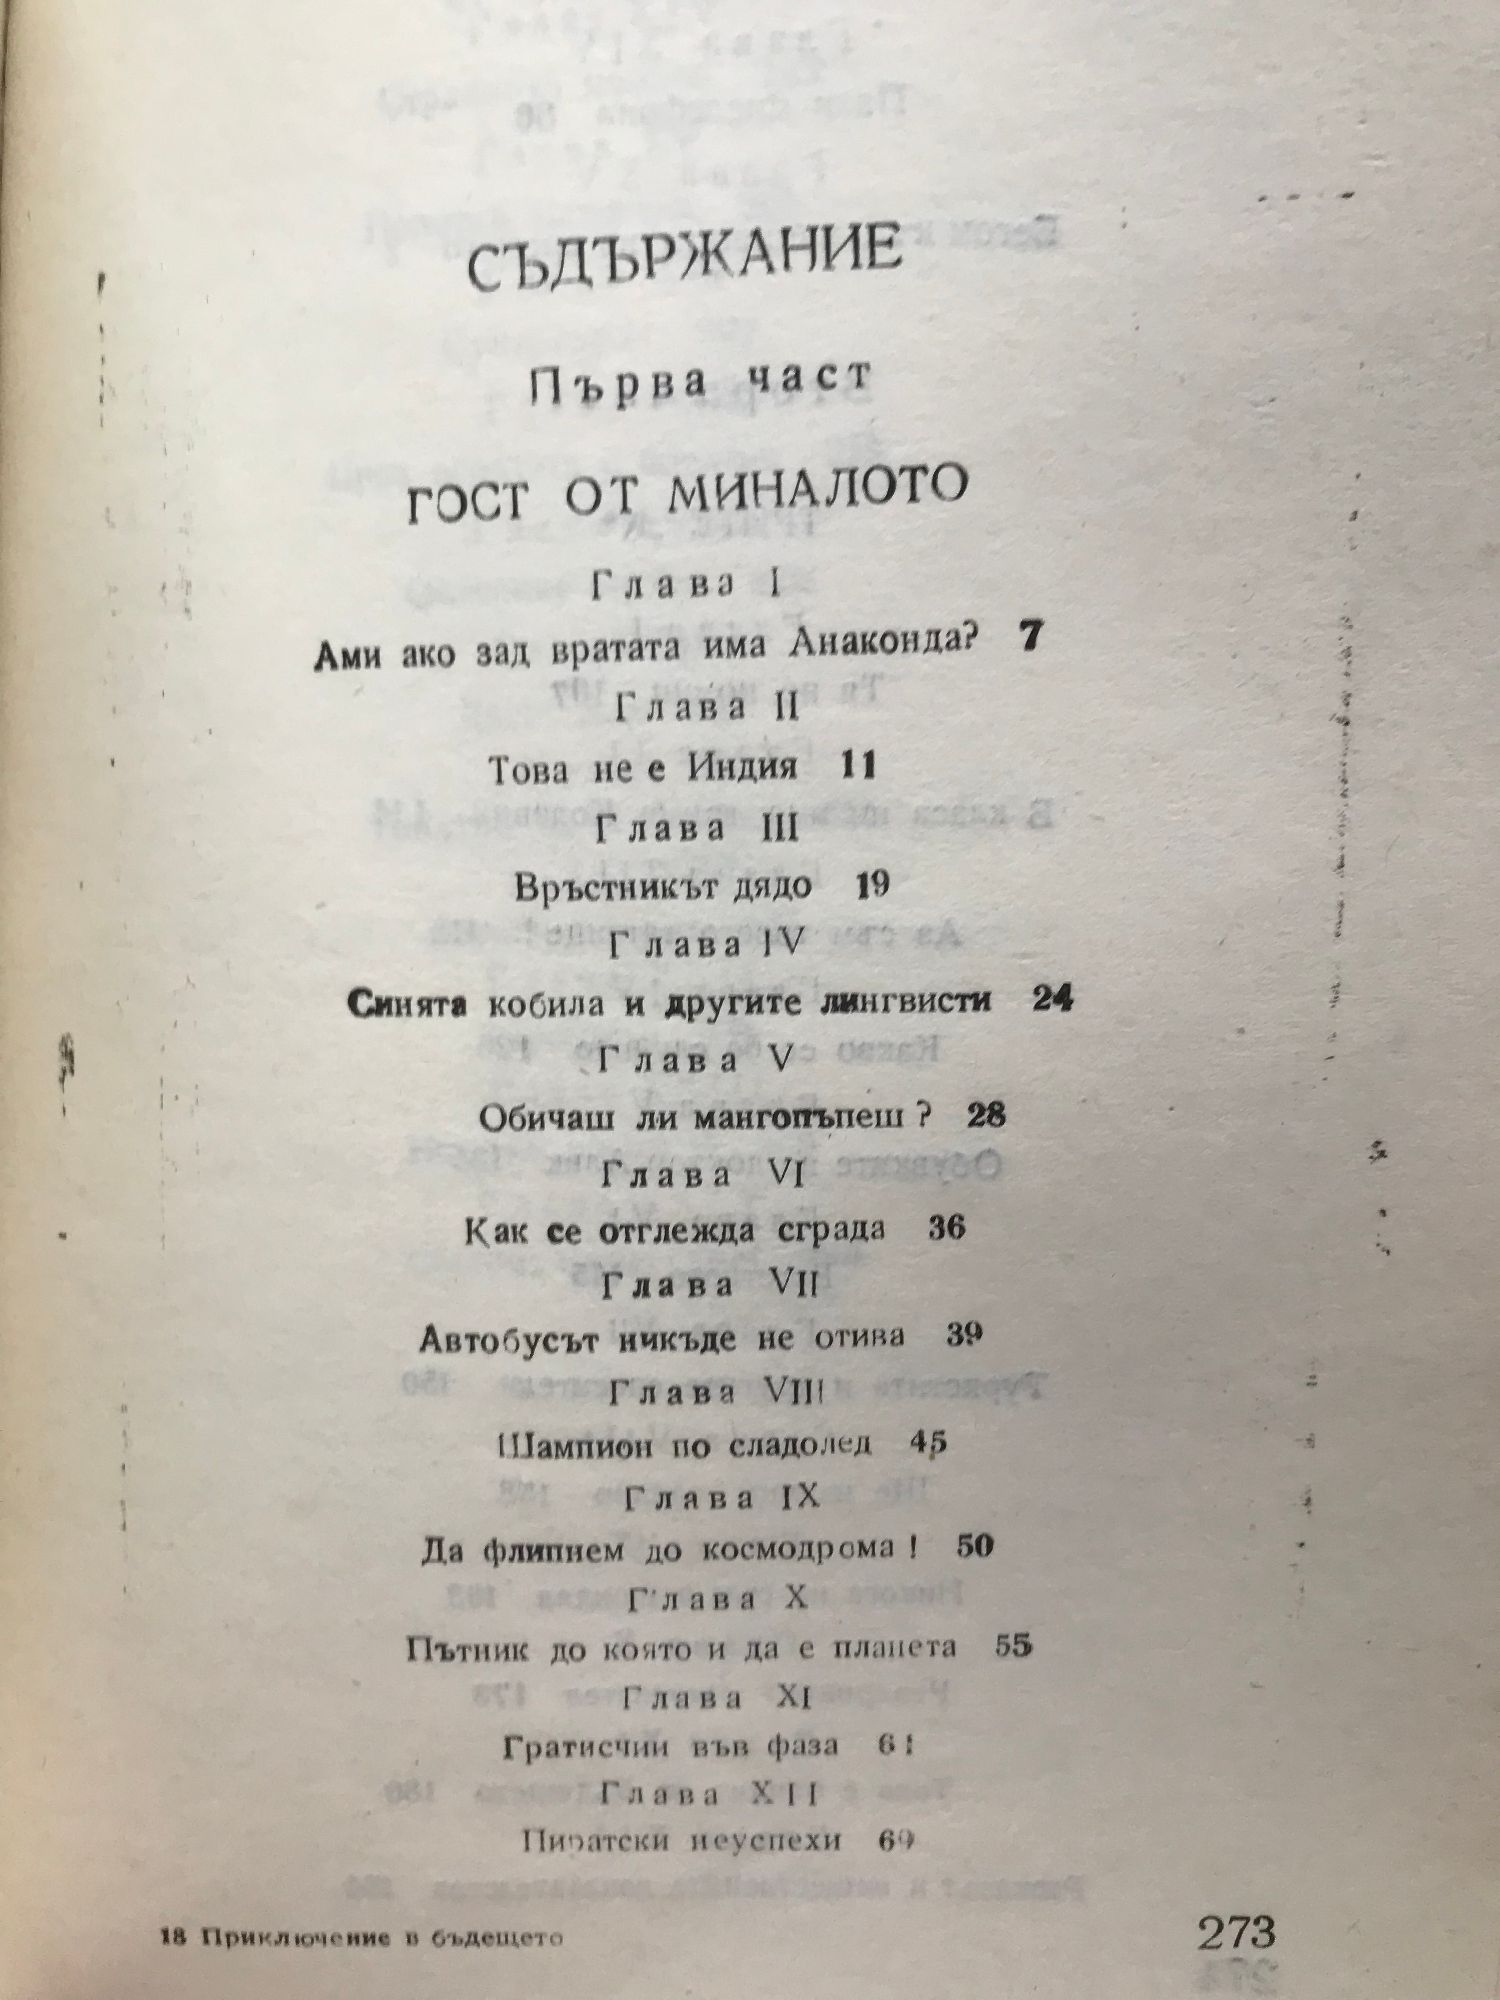 СЪДЪРЖАНИЕ
Първа част
ГОСТ ОТ МИНАЛОТО
Глава I
Ами ако зад вратата има Анаконда? 7
Глава II
Това не е Индия 11
Глава III
Връстникът дядо 19
Глава IV
Синята кобила и другите лингвисти 24
Глава V
Обичаш ли мангопъпеш? 28
Глава VI
Как се отглежда сграда 36
Глава VII
Автобусът никъде не отива 39
Глава VIII
Шампион по сладолед 45
Глава IX
Да флипнем до космодрома! 50
Глава X
Пътник до която и да е планета 55
Глава XI
Гратисчии във фаза 61
Глава XII
Пиратски неуспехи 69
18 Приключение в бъдещето
273